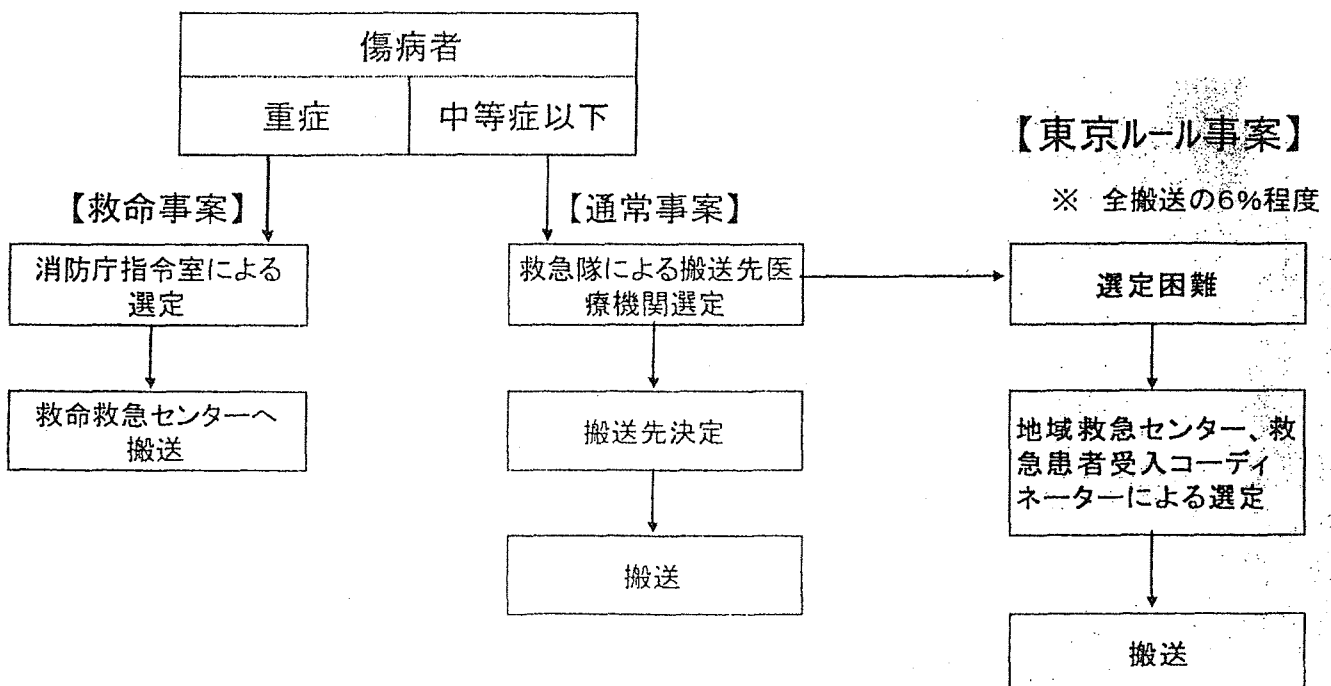 傷病者
重症
中等症以下
【東京ルール事案】
※ 全搬送の6%程度
【救命事案】
【通常事案】
消防庁指令室による
選定
救急隊による搬送先医
療機関選定
選定困難
救命救急センターへ
搬送
搬送先決定
地域救急センター、救
急患者受入コーディ
ネーターによる選定
搬送
搬送